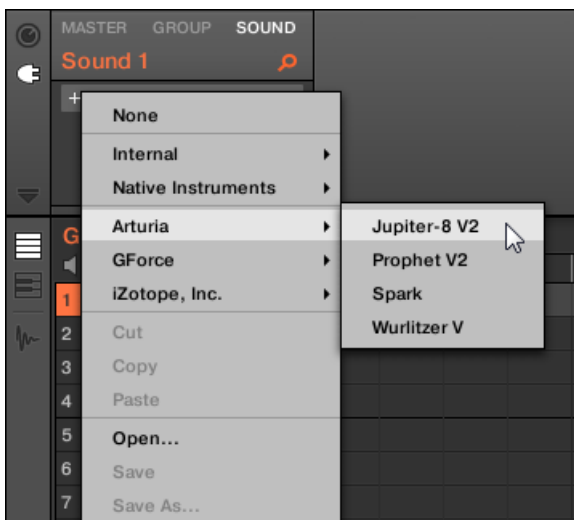 MASTER GROUP SOUND
Sound 1
+
None
Internal
Native Instruments
Arturia
GForce
iZotope, Inc.
Jupiter-8 V2
Prophet V2
Spark
Wurlitzer V
Cut
Copy
Paste
Open...
Save
Save As...
G
1
2
3
4
5
6
7